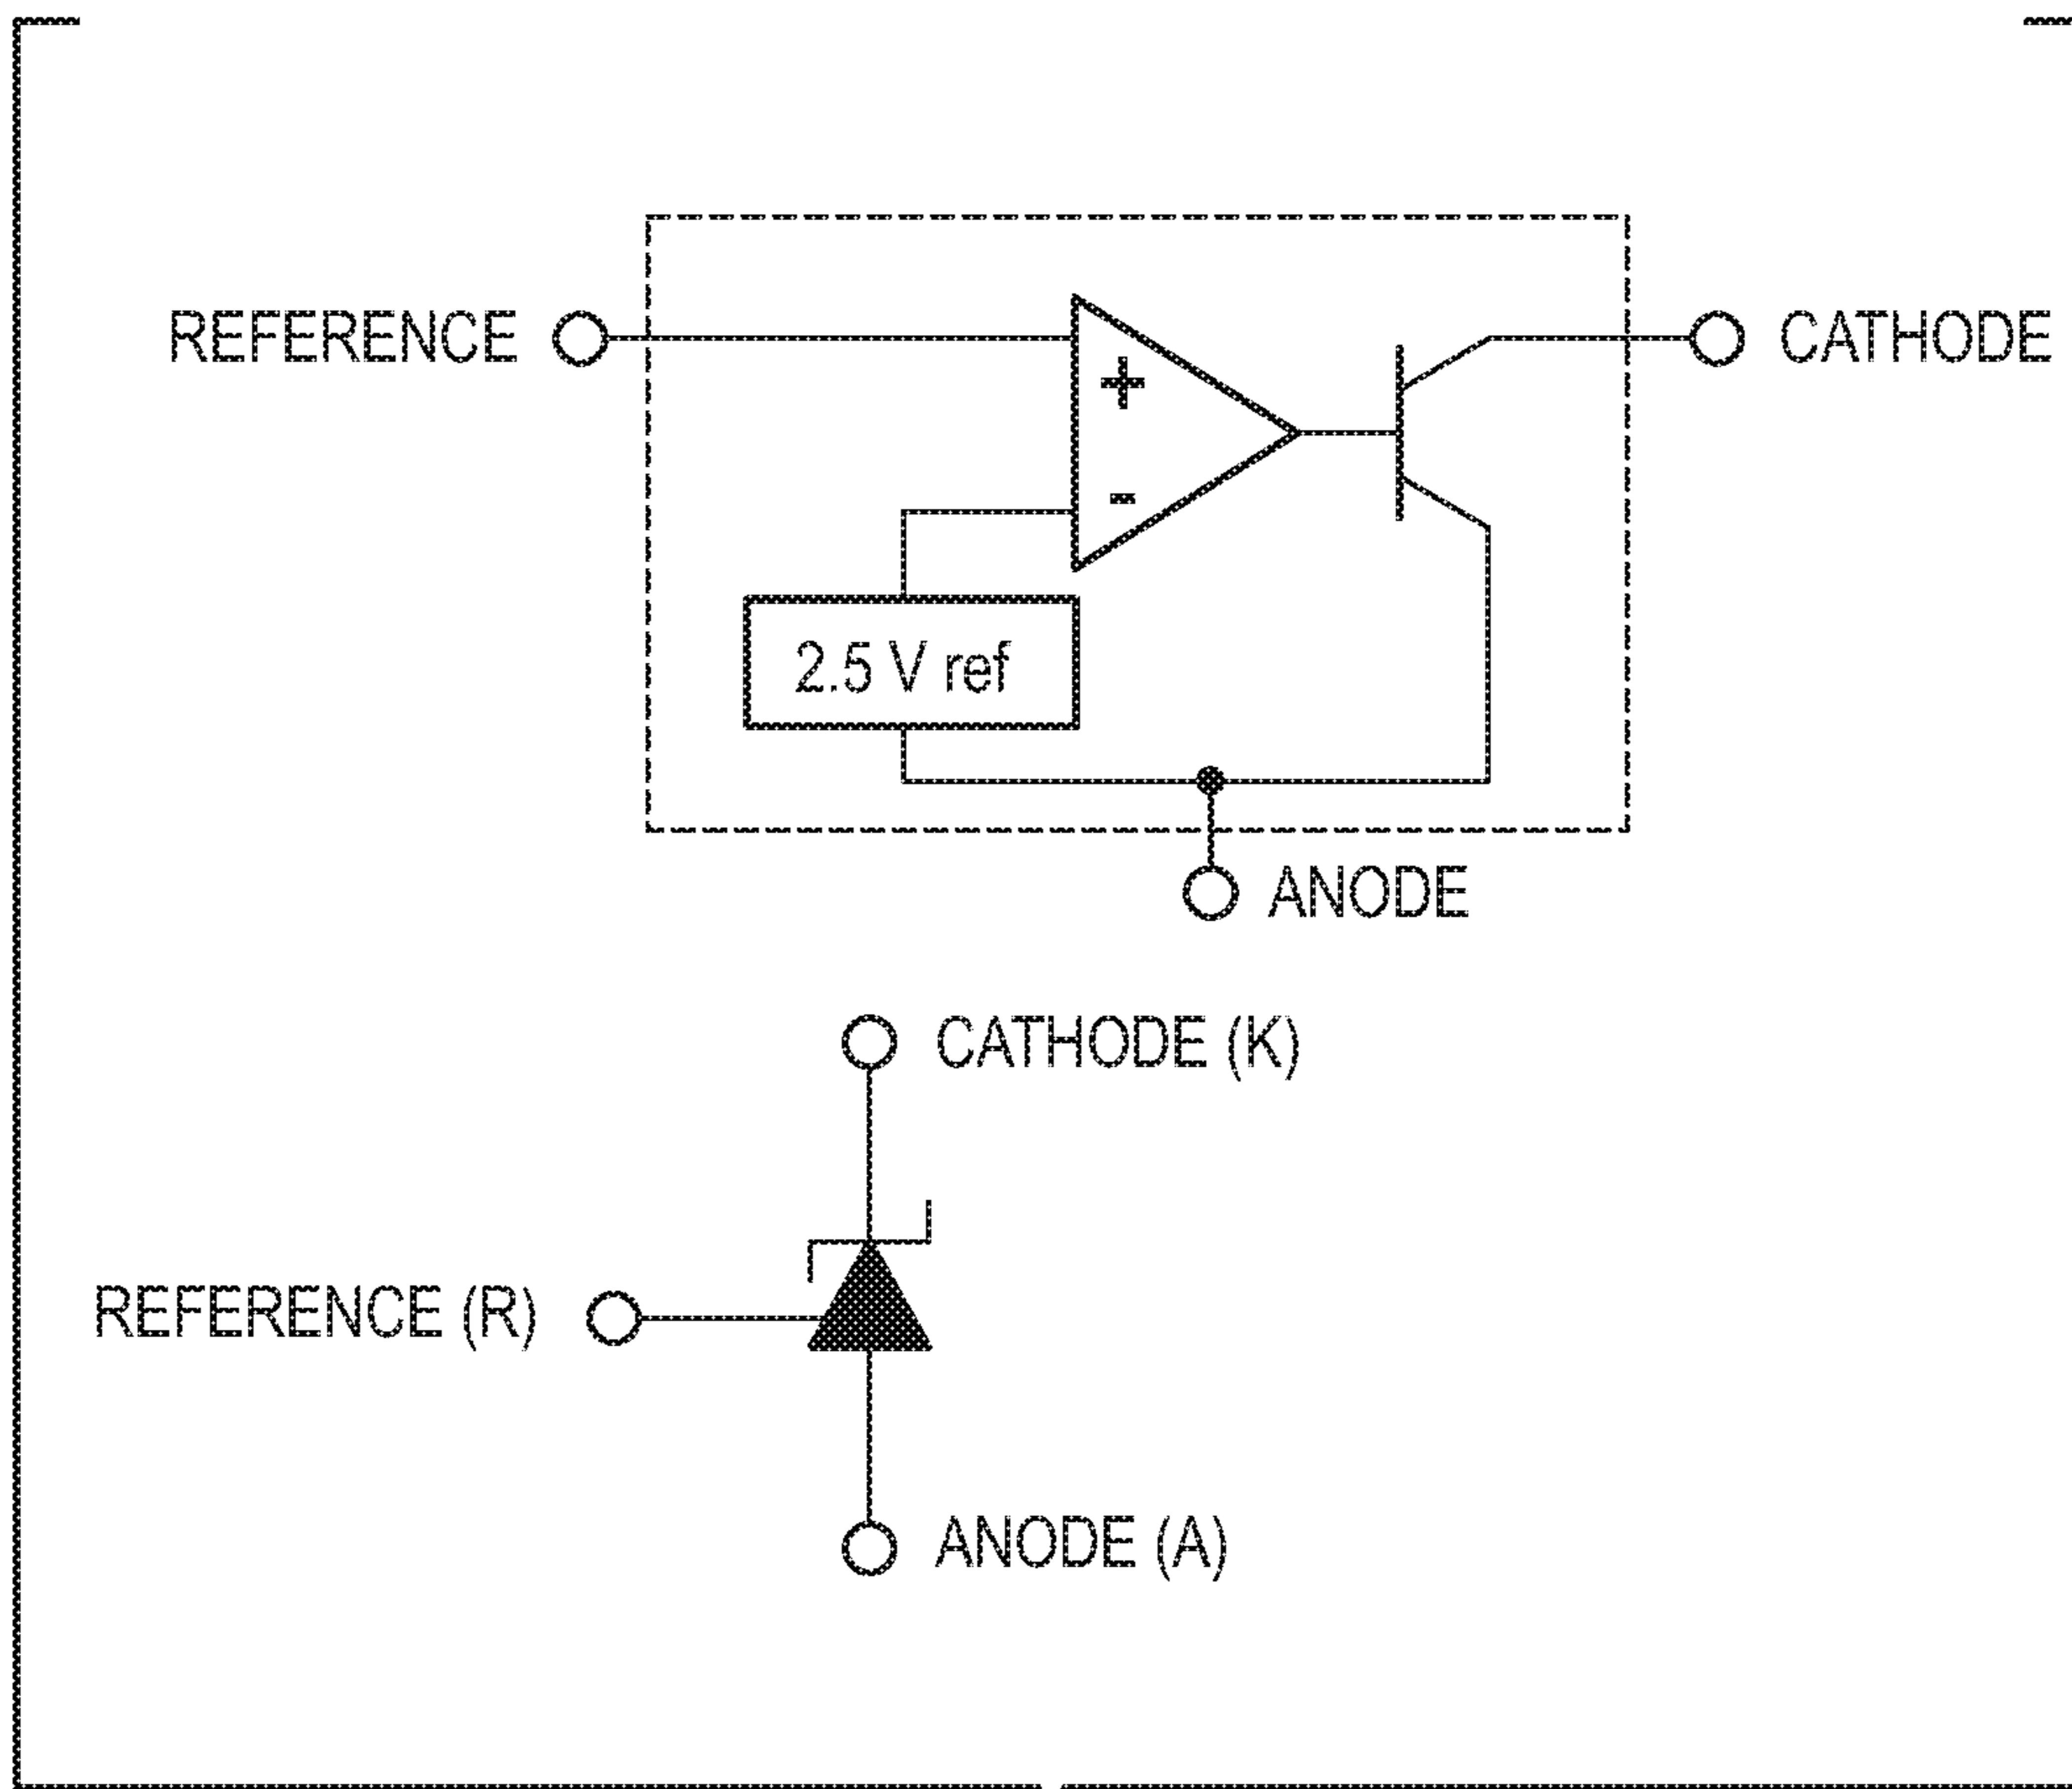 REFERENCE
CATHODE
+
-
2.5 V ref
ANODE
CATHODE (K)
REFERENCE (R)
ANODE (A)